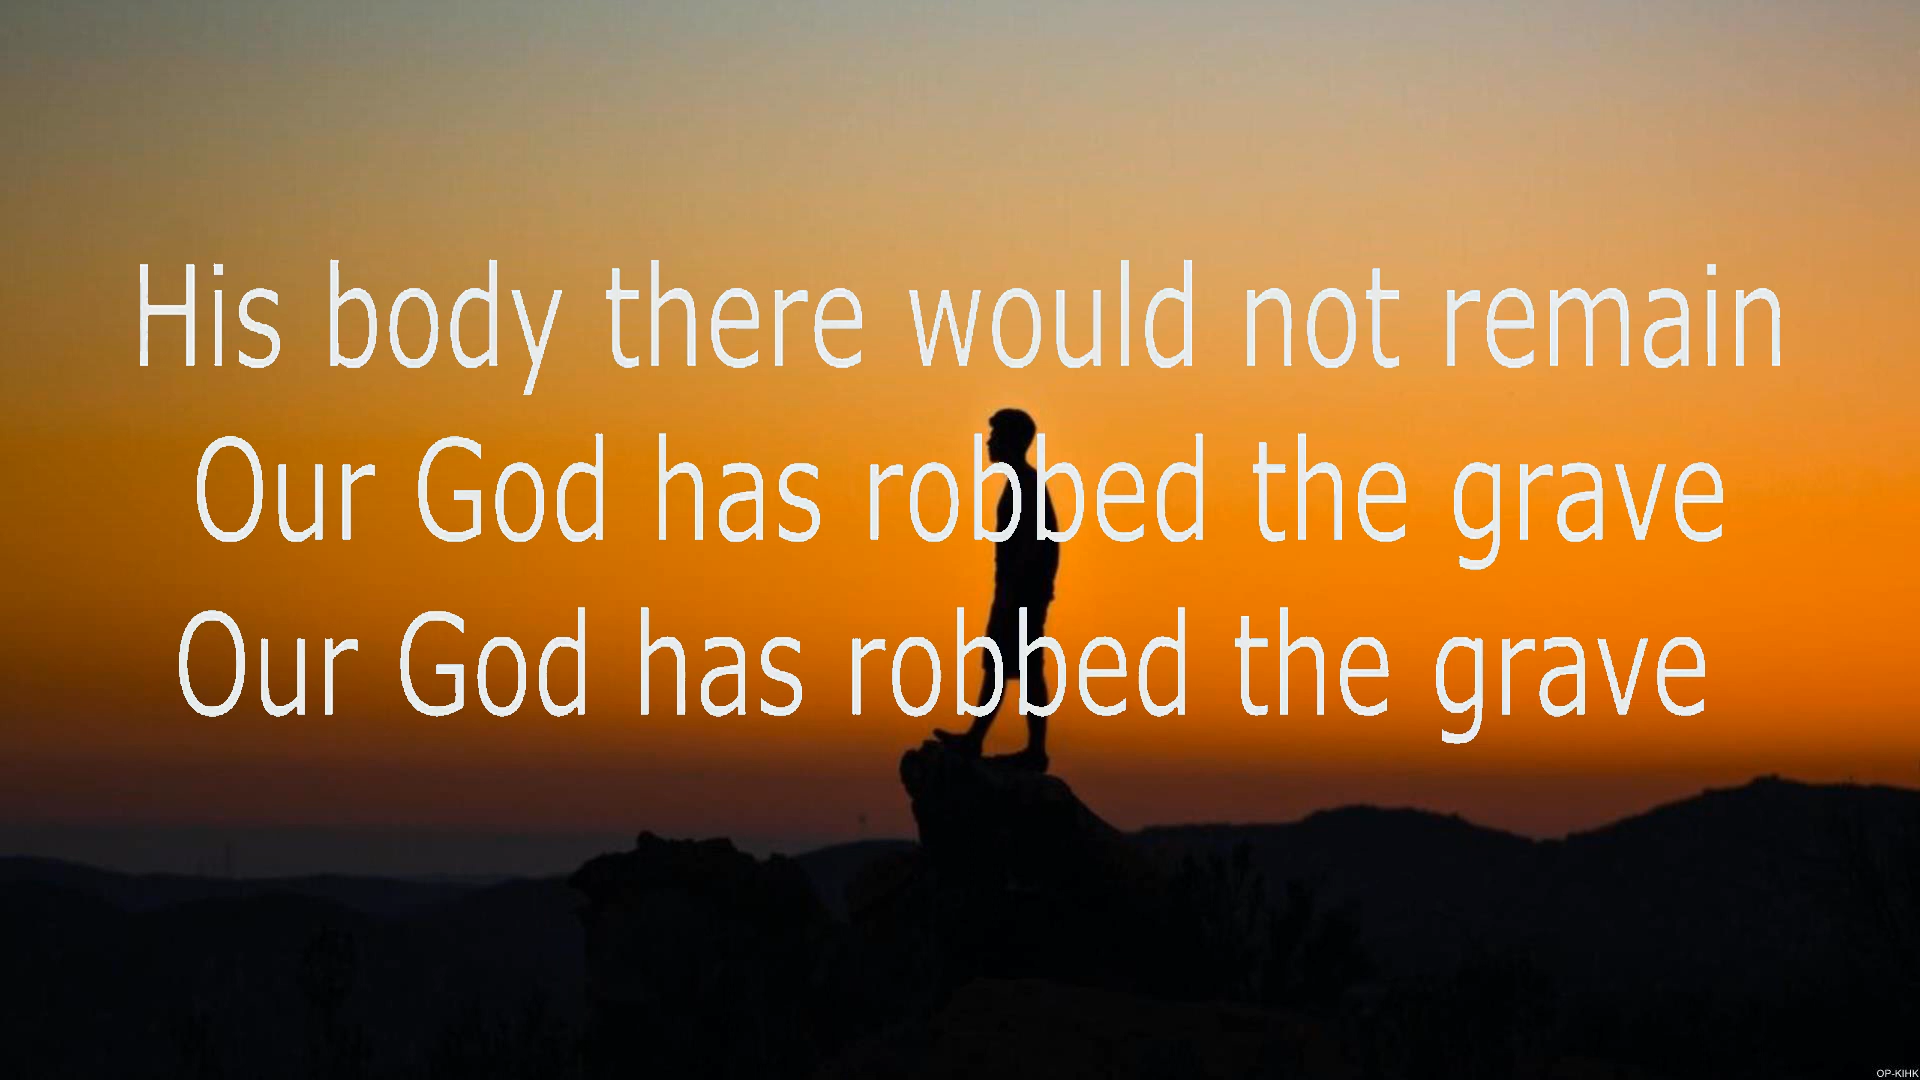 His body there would not remain
Our God has robbed the grave
Our God has robbed the grave
OP-KIHK